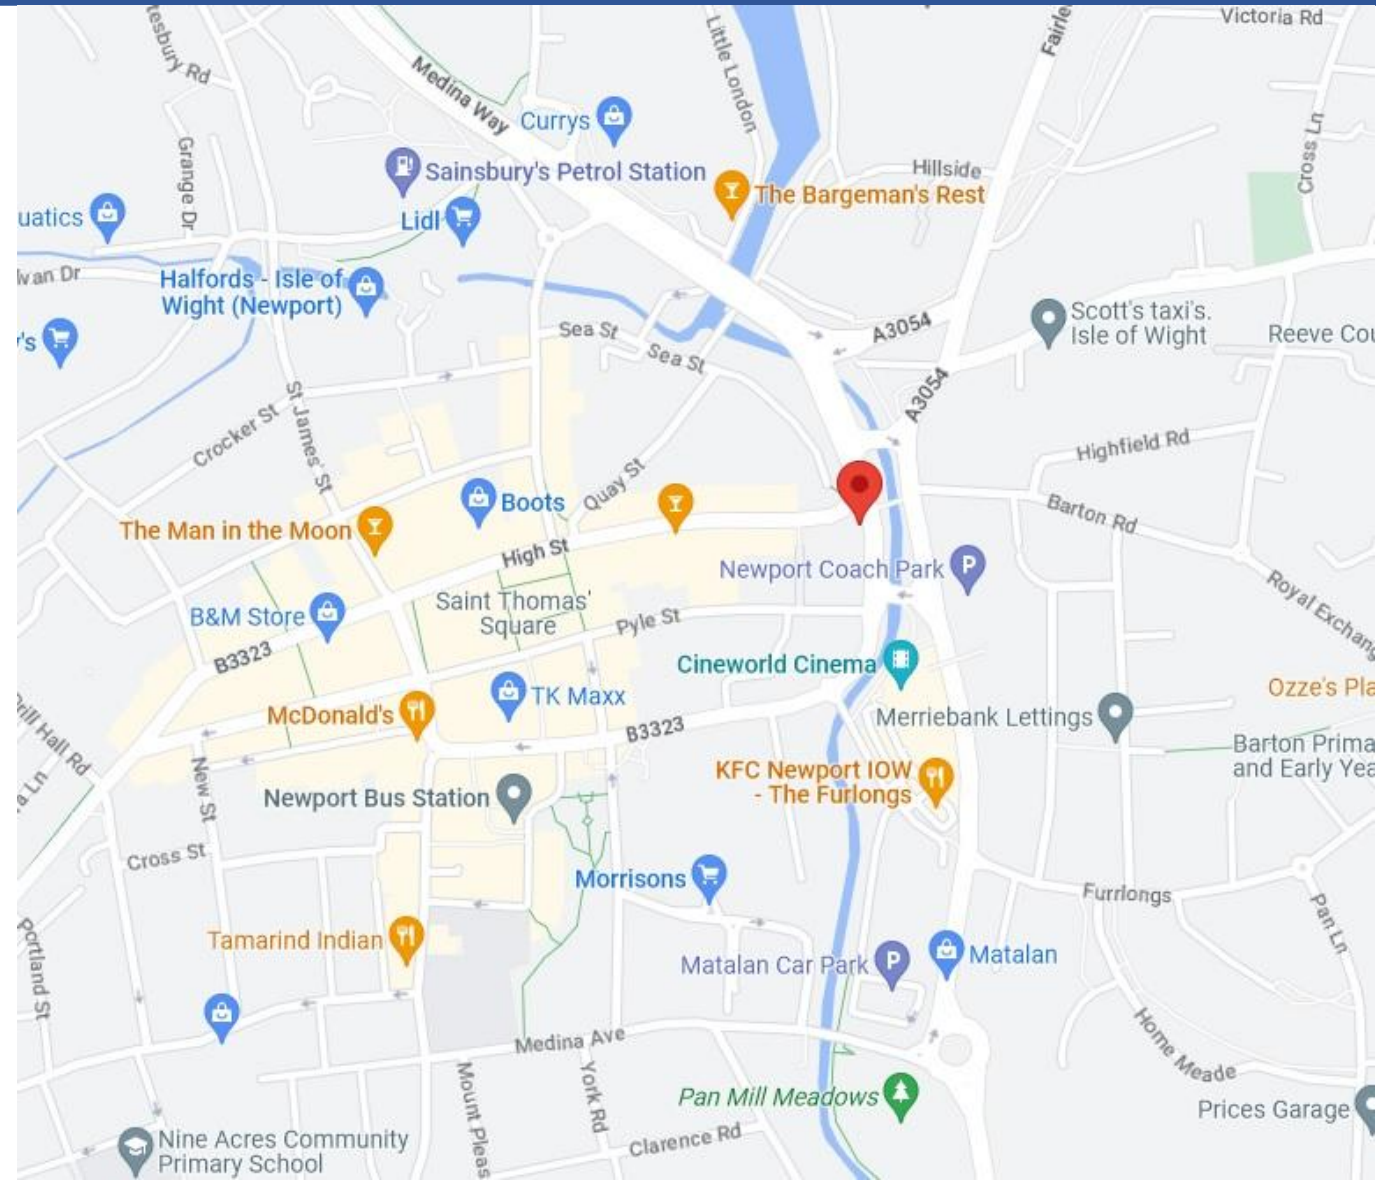 Victoria Rd
tesbury Rd
Little London
Fairle
Medina Way
Currys
Cross Ln
Grange Dr
Sainsbury's Petrol Station
Hillside
The Bargeman's Rest
uatics
Lidl
lvan Dr
Halfords - Isle of
Wight (Newport)
Scott's taxi's.
Isle of Wight
Reeve Cou
r's
Sea St
A3054
Sea St
A3054
St James' St
Crocker St
Highfield Rd
Quay St
Boots
Barton Rd
The Man in the Moon
High St
Newport Coach Park
P
Royal Exchang
Saint Thomas'
Square
B&M Store
Pyle St
B3323
Cineworld Cinema
Ozze's Pla
TK Maxx
McDonald's
Merriebank Lettings
B3323
Drill Hall Rd
Barton Prima
and Early Yea
a Ln
New St
KFC Newport IOW
- The Furlongs
Newport Bus Station
Cross St
Morrisons
Furrlongs
Pan Ln
Portland St
Tamarind Indian
Matalan Car Park
P
Matalan
Medina Ave
Home Meade
Mount Pleas
York Rd
Pan Mill Meadows
Prices Garage
Clarence Rd
Nine Acres Community
Primary School